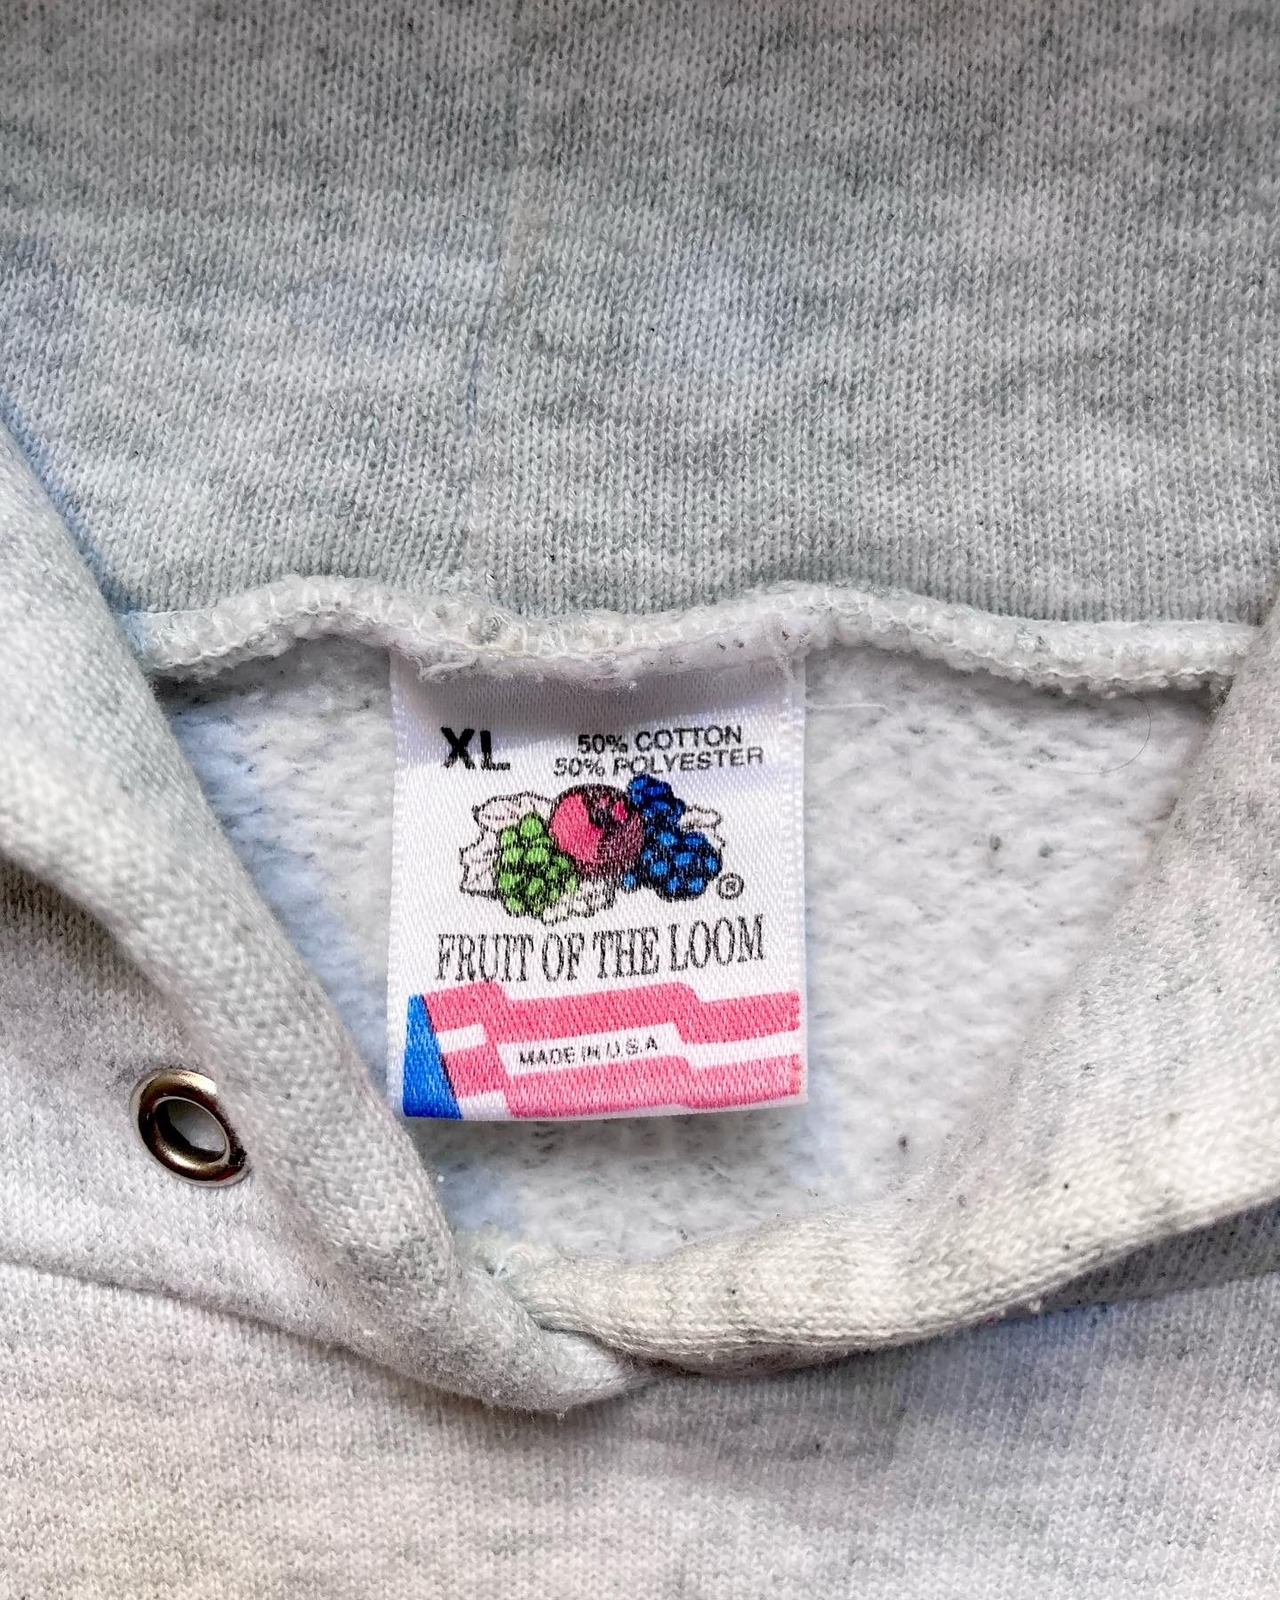 XL
50% COTTON
50% POLYESTER
®
FRUIT OF THE LOOM
MADE IN U.S.A